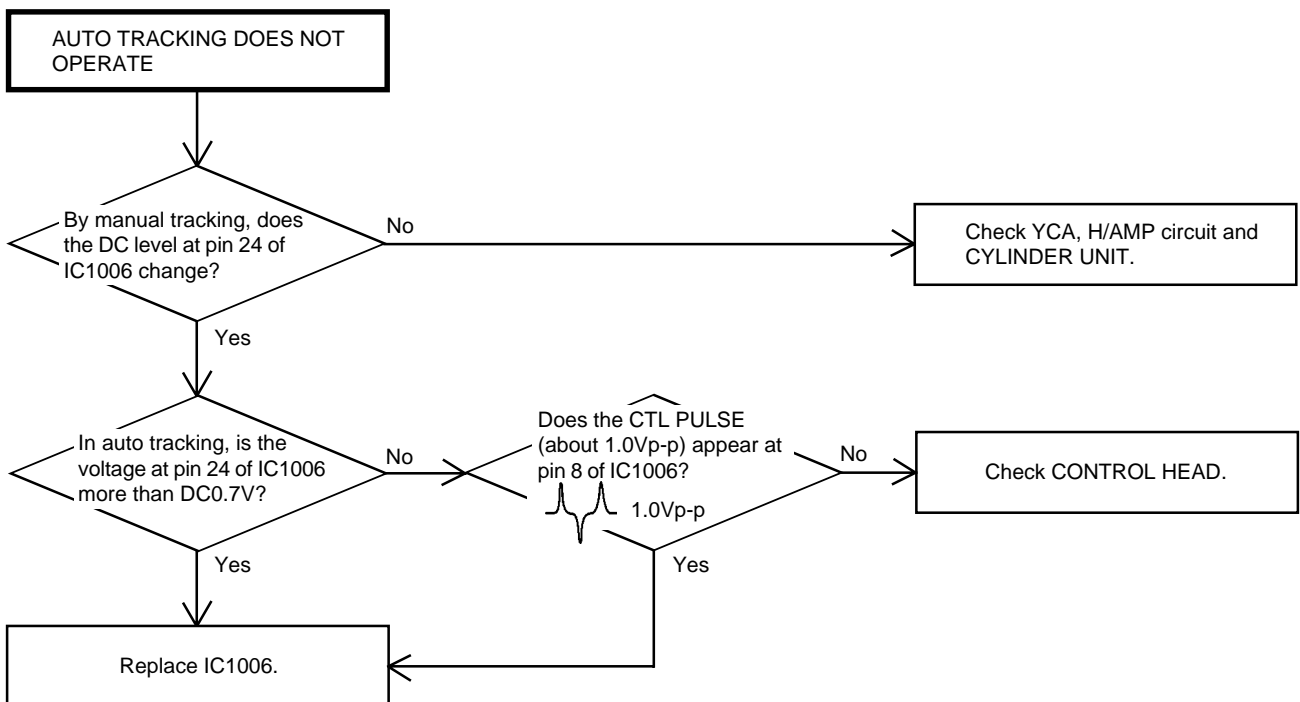 AUTO TRACKING DOES NOT
OPERATE
By manual tracking, does
the DC level at pin 24 of
IC1006 change?
No
Check YCA, H/AMP circuit and
CYLINDER UNIT.
Yes
In auto tracking, is the
voltage at pin 24 of IC1006
more than DC0.7V?
No
Does the CTL PULSE
(about 1.0Vp-p) appear at
pin 8 of IC1006?
1.0Vp-p
No
Check CONTROL HEAD.
Yes
Yes
Replace IC1006.